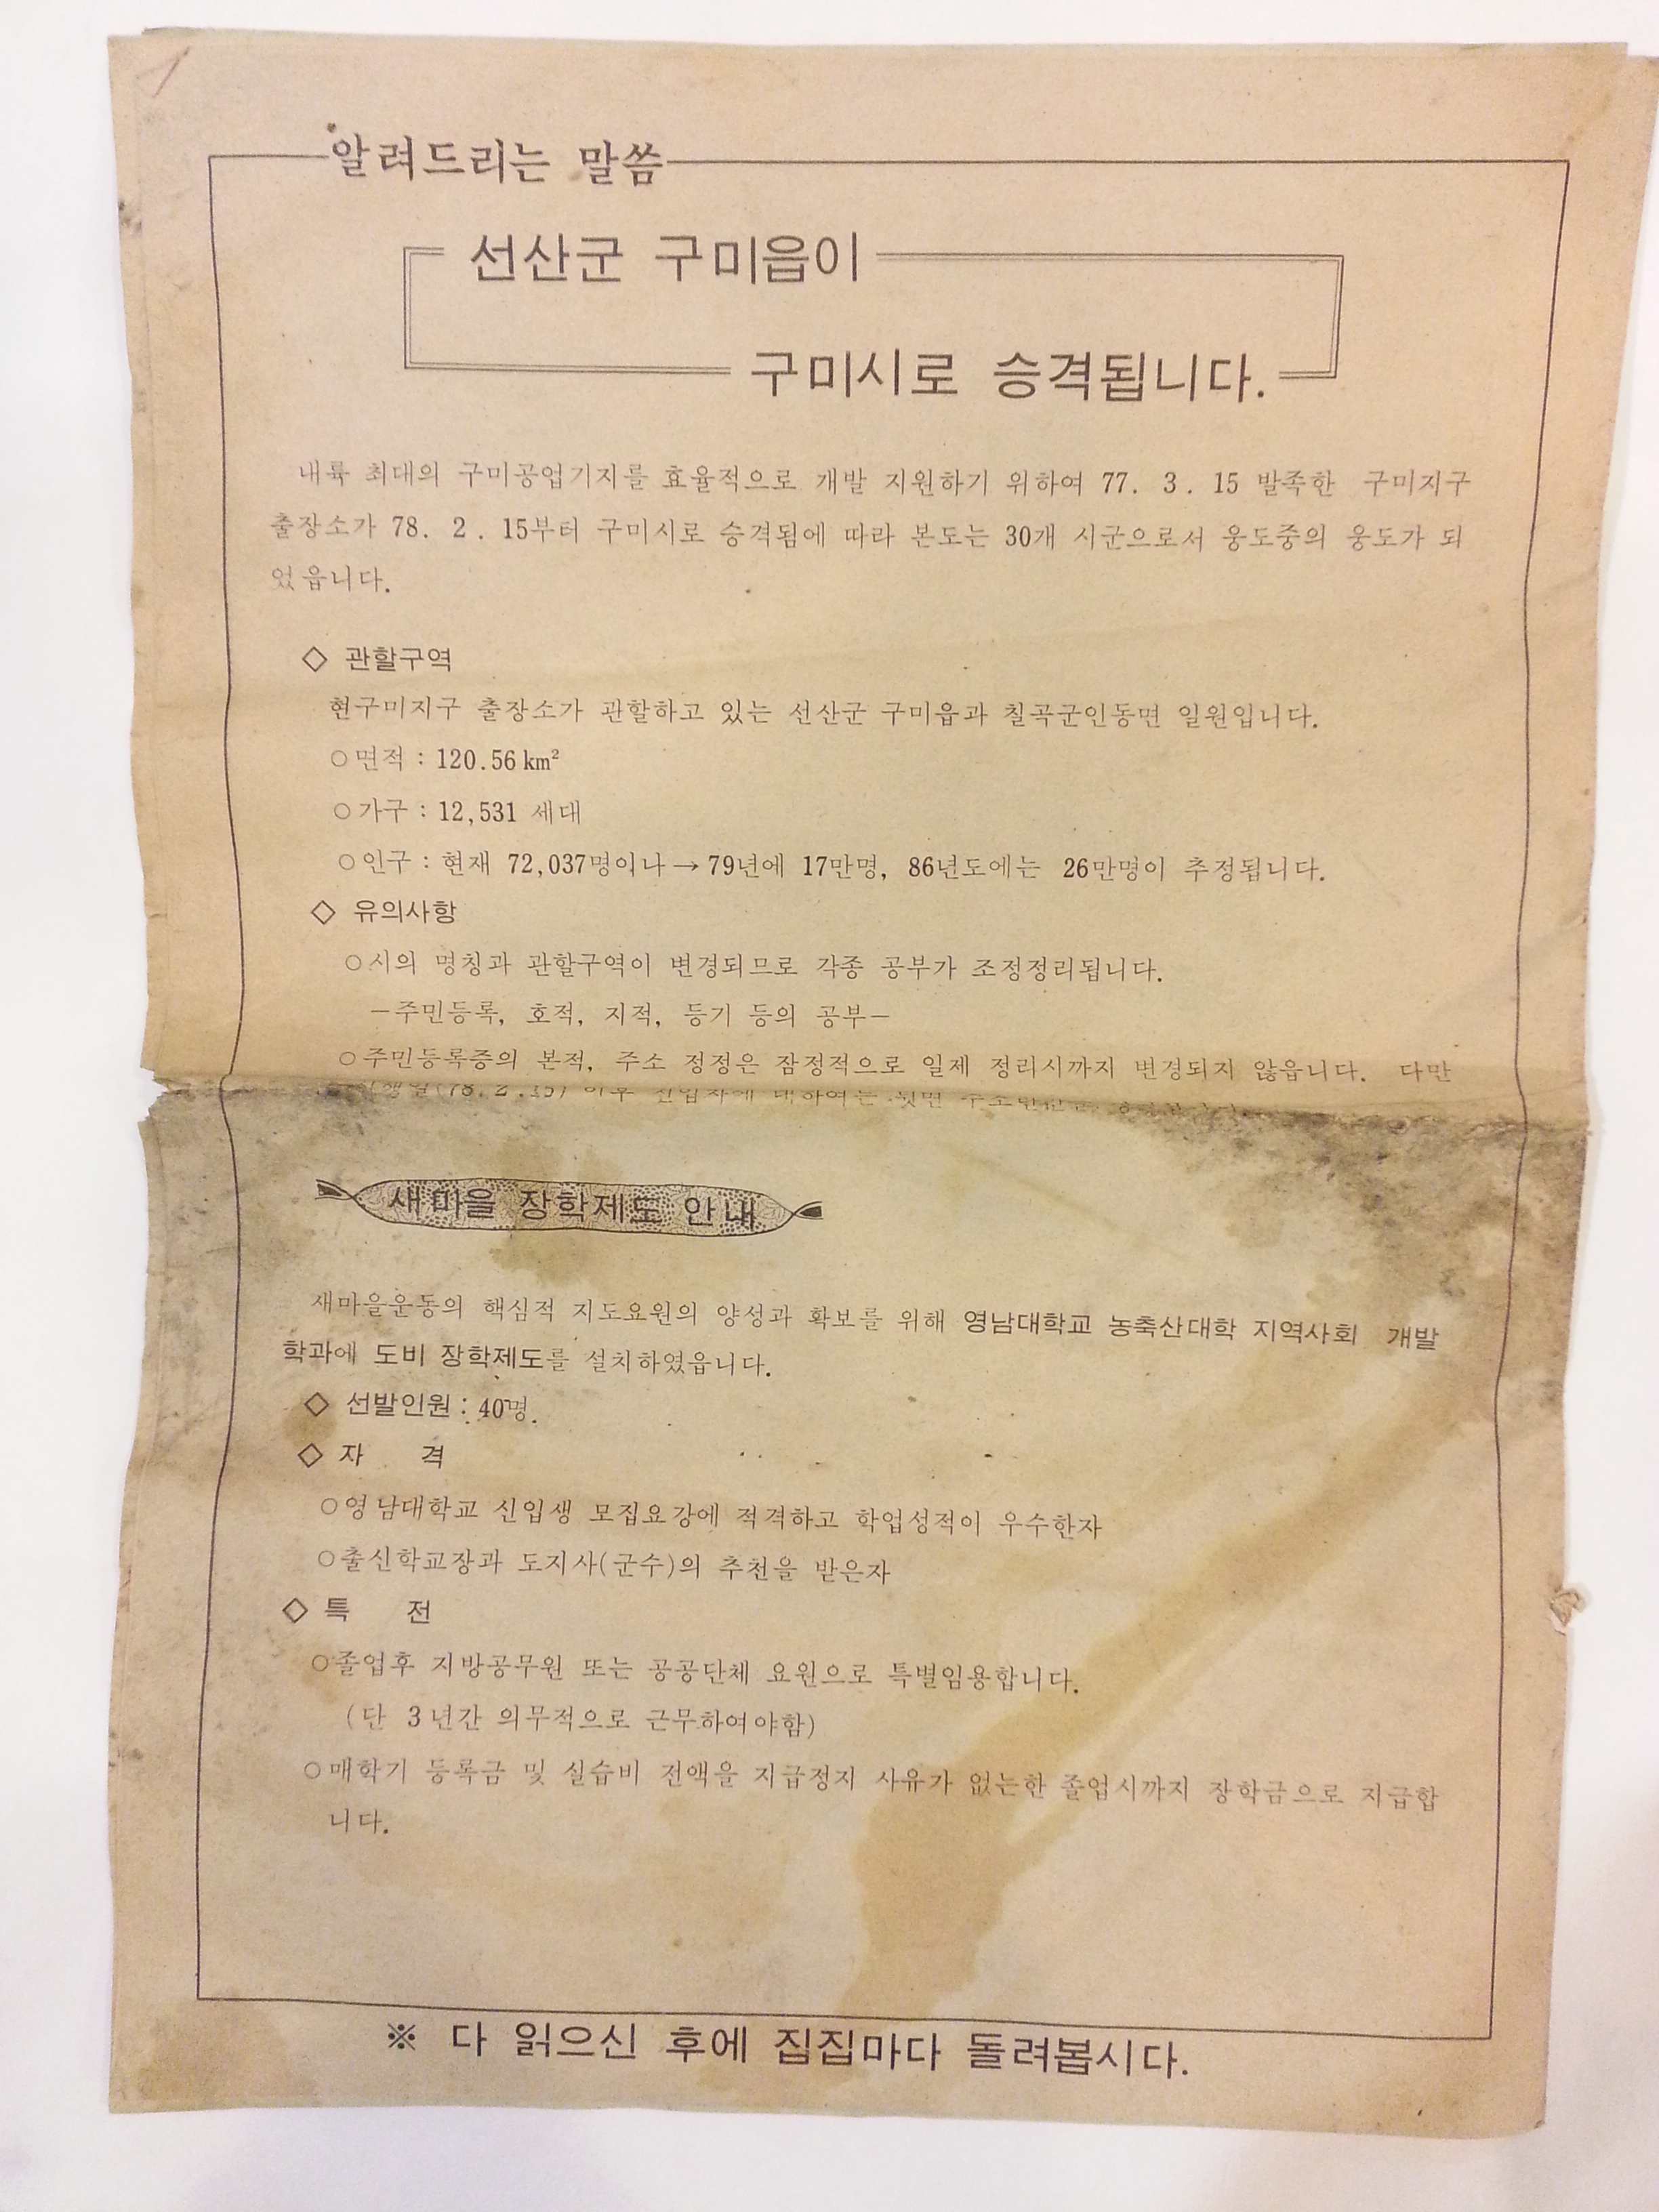 알려드리는 말씀
선산군 구미읍이
구미시로 승격됩니다.
내륙 최대의 구미공업기지를 효율적으로 개발 지원하기 위하여 77. 3. 15 발족한 구미지구
출장소가 78. 2. 15부터 구미시로 승격됨에 따라 본도는 30개 시군으로서 웅도중의 웅도가 되
었읍니다.
◇ 관할구역
현구미지구 출장소가 관할하고 있는 선산군 구미읍과 칠곡군인동면 일원입니다.
○면적 : 120.56 km²
○가구 : 12,531 세대
○인구 : 현재 72,037명이나→79년에 17만명, 86년도에는 26만명이 추정됩니다.
◇ 유의사항
○시의 명칭과 관할구역이 변경되므로 각종 공부가 조정정리됩니다.
—주민등록, 호적, 지적, 등기 등의 공부—
○주민등록증의 본적, 주소 정정은 잠정적으로 일제 정리시까지 변경되지 않읍니다. 다만
(78. 2. 15) 이후 전입자에 대하여는 뒷면
새마을 장학제도 안내
새마을운동의 핵심적 지도요원의 양성과 확보를 위해 영남대학교 농축산대학 지역사회 개발
학과에 도비 장학제도를 설치하였읍니다.
◇ 선발인원 : 40명.
◇ 자 격
○영남대학교 신입생 모집요강에 적격하고 학업성적이 우수한자
○출신학교장과 도지사(군수)의 추천을 받은자
◇ 특 전
○졸업후 지방공무원 또는 공공단체 요원으로 특별임용합니다.
(단 3년간 의무적으로 근무하여야함)
○매학기 등록금 및 실습비 전액을 지급정지 사유가 없는한 졸업시까지 장학금으로 지급합
니다.
※ 다 읽으신 후에 집집마다 돌려봅시다.